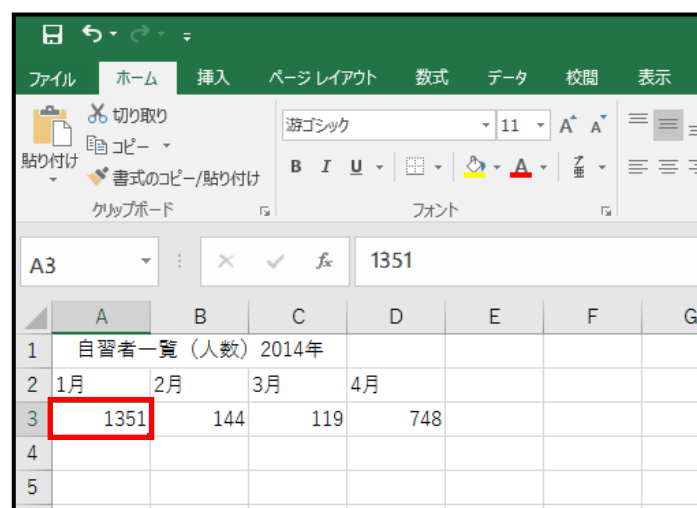 ファイル ホーム 挿入 ページ レイアウト 数式 データ 校閲 表示
切り取り
コピー
書式のコピー/貼り付け
貼り付け
游ゴシック 11 A A
B I U A 亜
クリップボード フォント
A3 fx 1351
A B C D E F G
1 自習者一覧（人数）2014年
2 1月 2月 3月 4月
3 1351 144 119 748
4
5